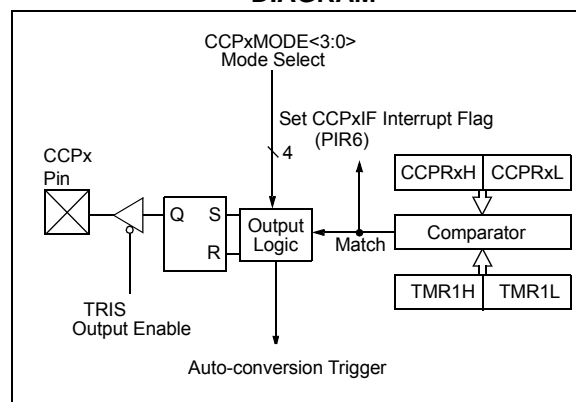 DIAGRAM
CCPxMODE<3:0>
Mode Select
Set CCPxIF Interrupt Flag
(PIR6)
4
CCPx
Pin
CCPRxH CCPRxL
Q S
R
Output
Logic
Match
Comparator
TMR1H TMR1L
TRIS
Output Enable
Auto-conversion Trigger